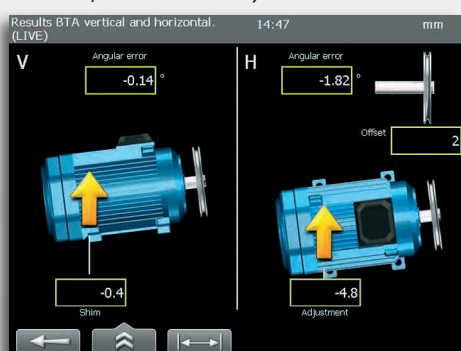 Results BTA vertical and horizontal.
(LIVE)
14:47
mm
V
Angular error
-0.14 °
-0.4
Shim
H
Angular error
-1.82 °
Offset
2
-4.8
Adjustment